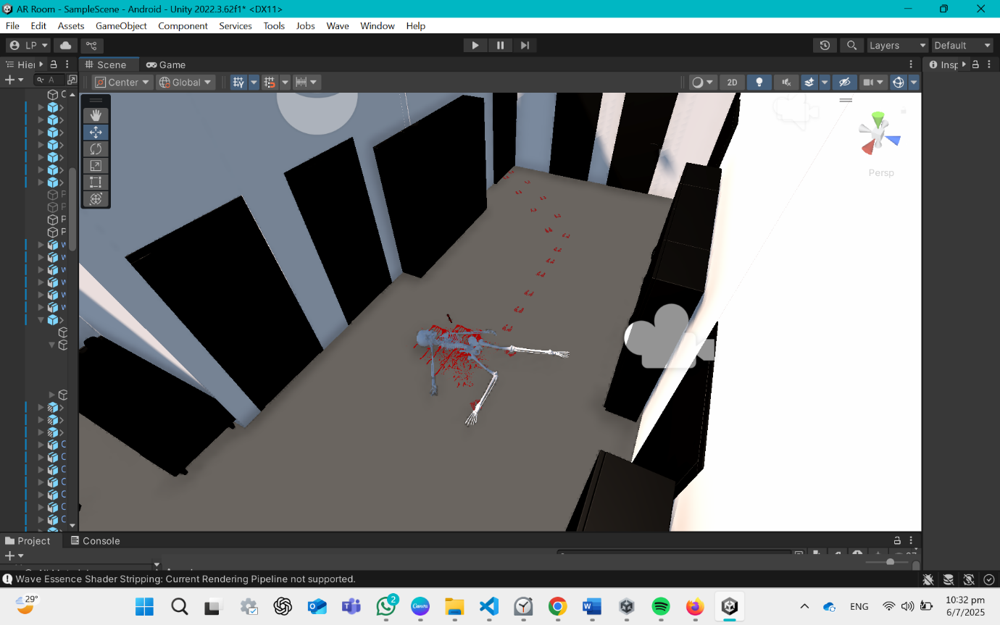 AR Room - SampleScene - Android - Unity 2022.3.62f1* <DX11>
File Edit Assets GameObject Component Services Tools Jobs Wave Window Help
LP Layers Default
Hier Scene Game Insp
A Center Global 2D
C
P
P
P
P
W
W
W
W
W
W
C
C
C
C
C
C
C
Persp
Project Console
Wave Essence Shader Stripping: Current Rendering Pipeline not supported.
29°
2
Canva
ENG
10:32 pm
6/7/2025